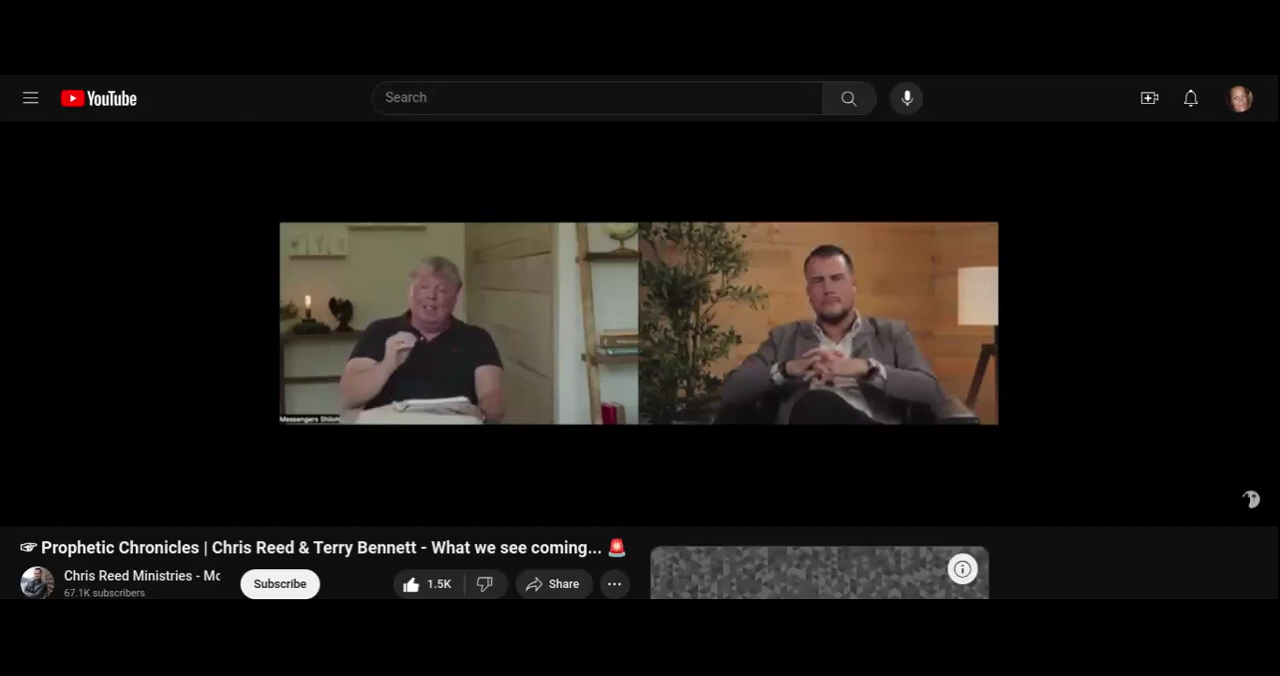 YouTube
Search
Messengers Shiloh
☞ Prophetic Chronicles | Chris Reed & Terry Bennett - What we see coming... 🚨
Chris Reed Ministries - Mc
67.1K subscribers
Subscribe
1.5K
Share